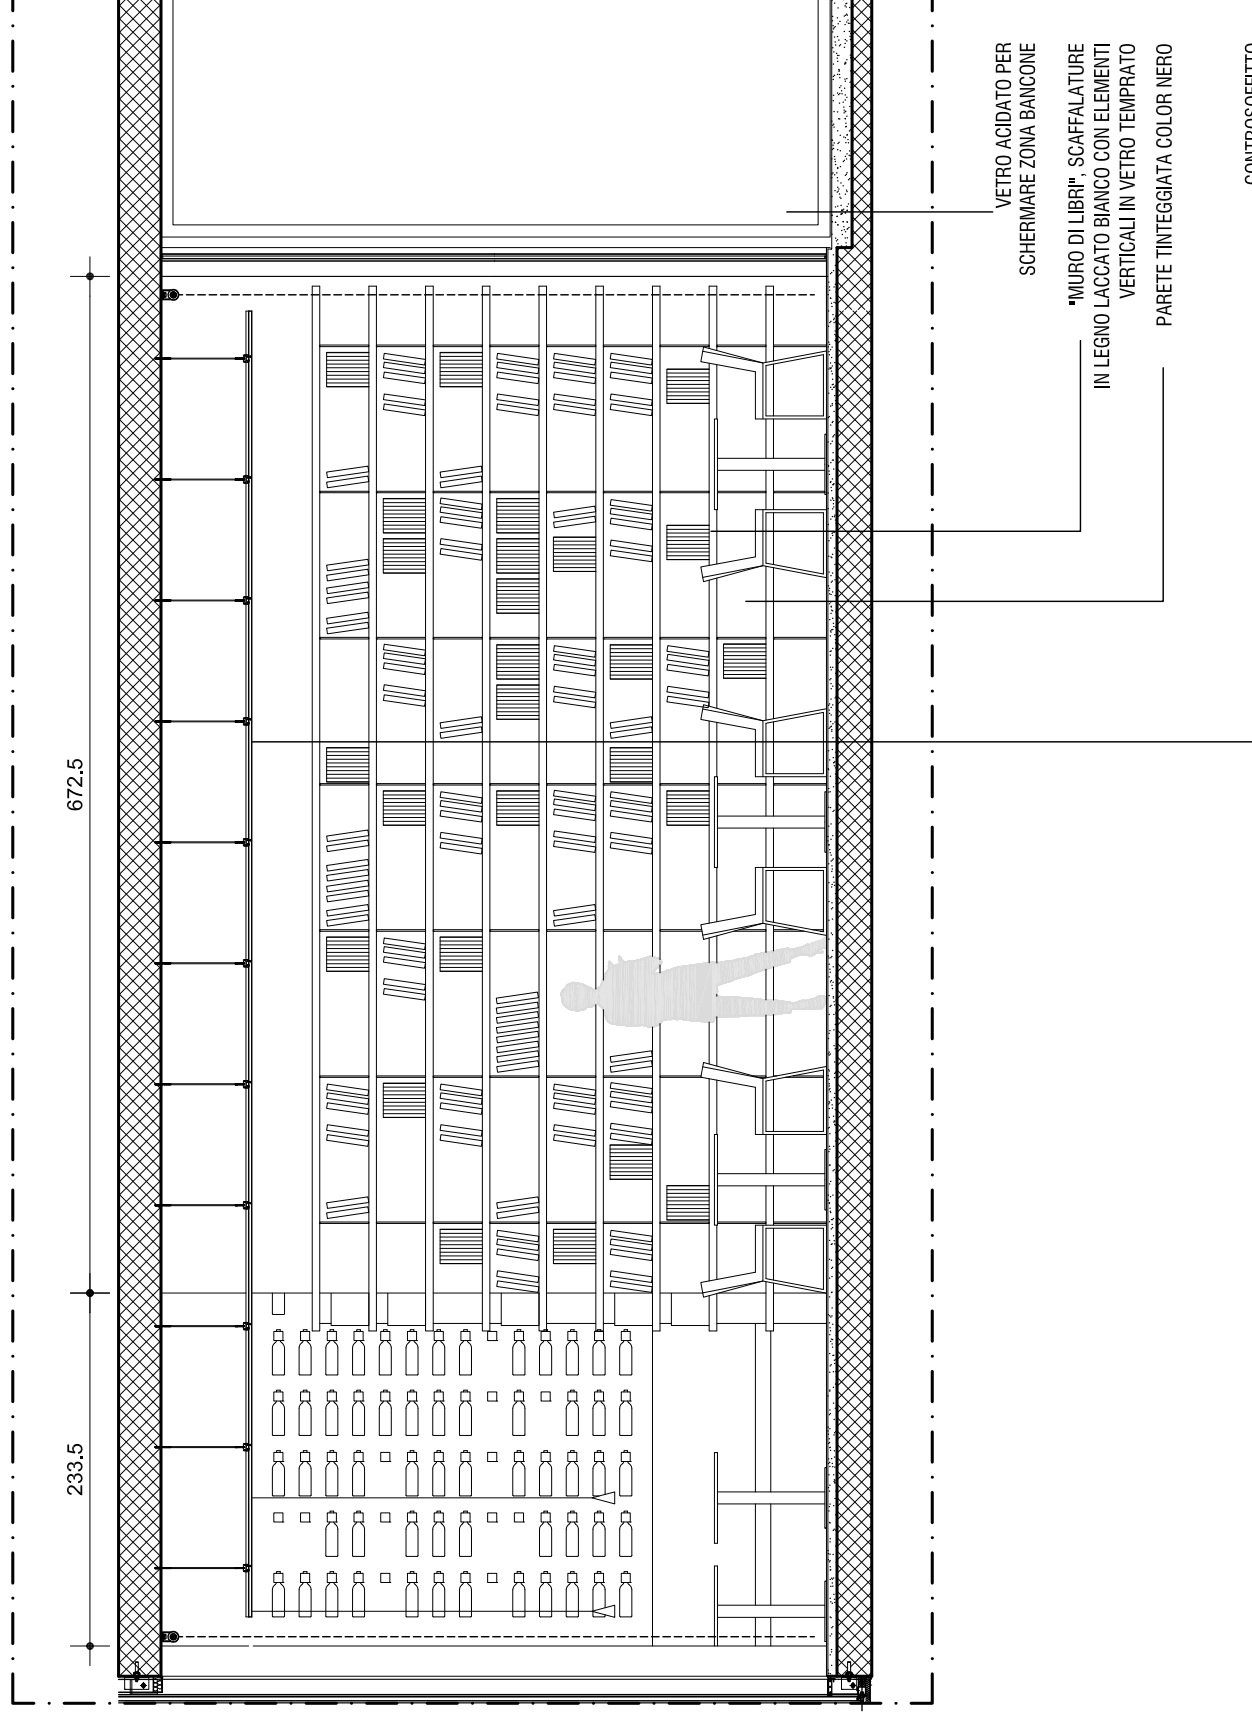 VETRO ACIDATO PER
SCHERMARE ZONA BANCONE
"MURO DI LIBRI", SCAFFALATURE
IN LEGNO LACCATO BIANCO CON ELEMENTI
VERTICALI IN VETRO TEMPRATO
PARETE TINTEGGIATA COLOR NERO
CONTROSOFFITTO
672.5
233.5